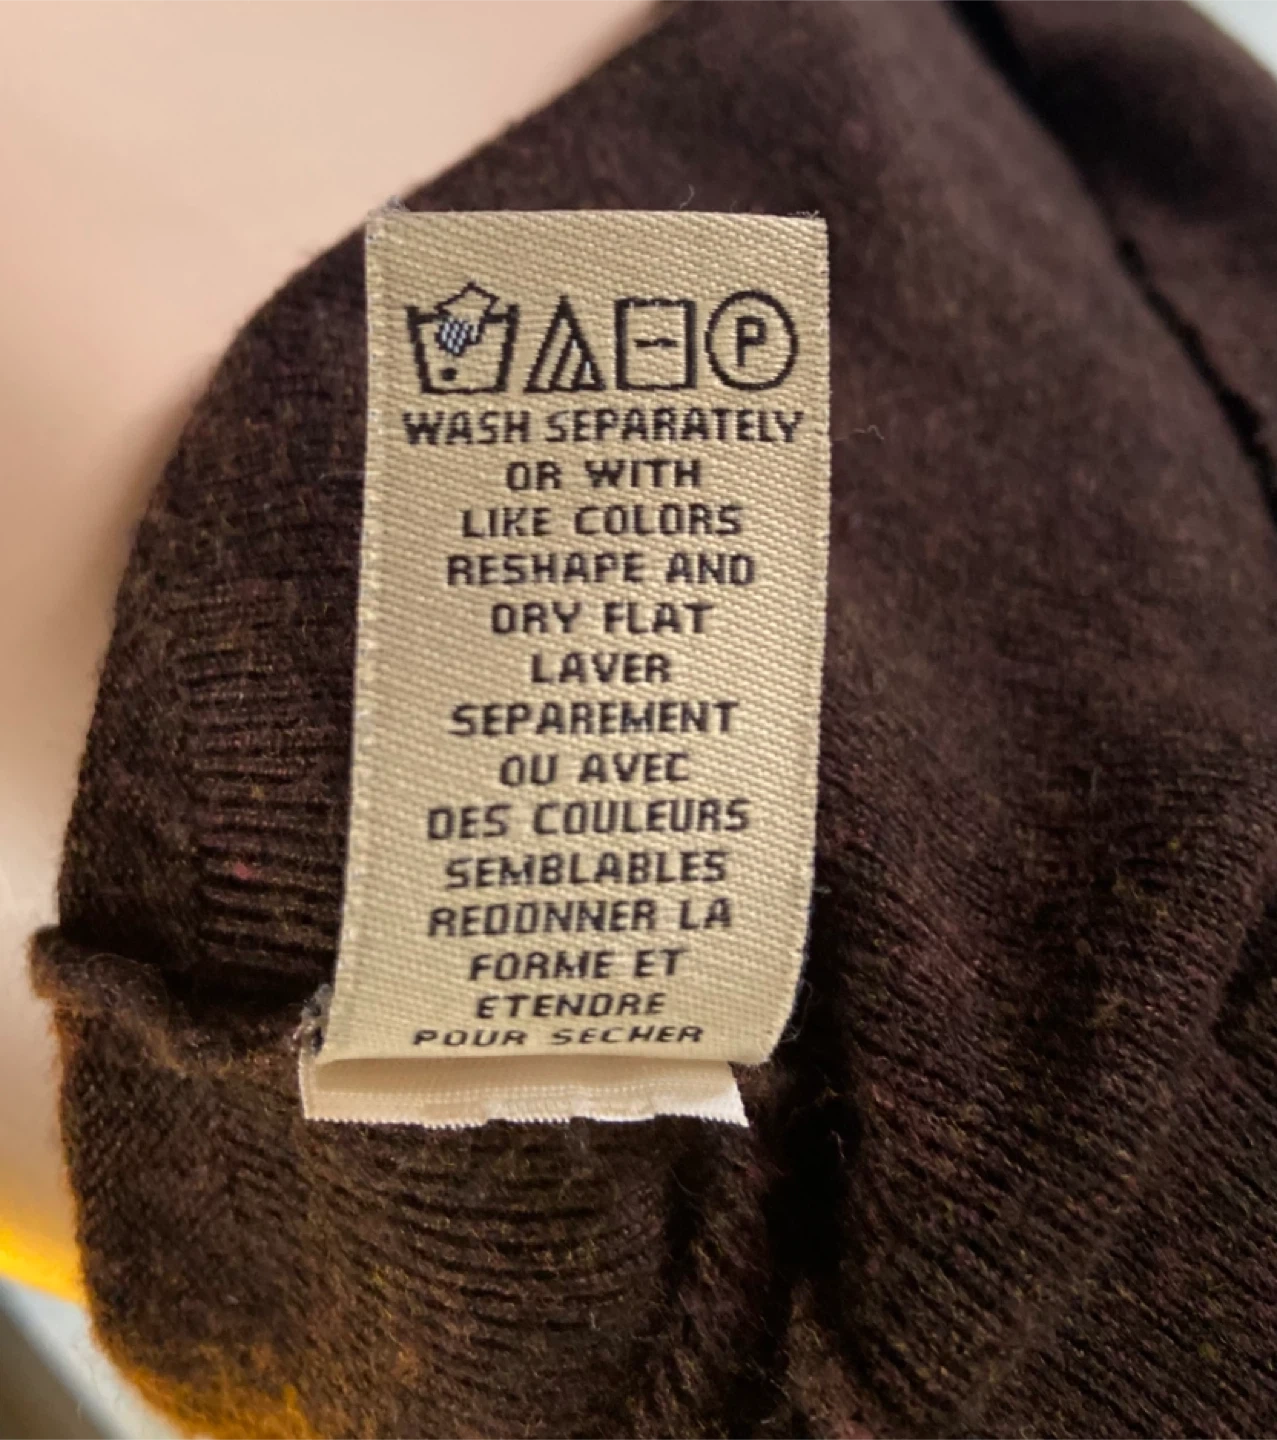 P
WASH SEPARATELY
OR WITH
LIKE COLORS
RESHAPE AND
DRY FLAT
LAVER
SEPAREMENT
OU AVEC
DES COULEURS
SEMBLABLES
REDONNER LA
FORME ET
ETENDRE
POUR SECHER